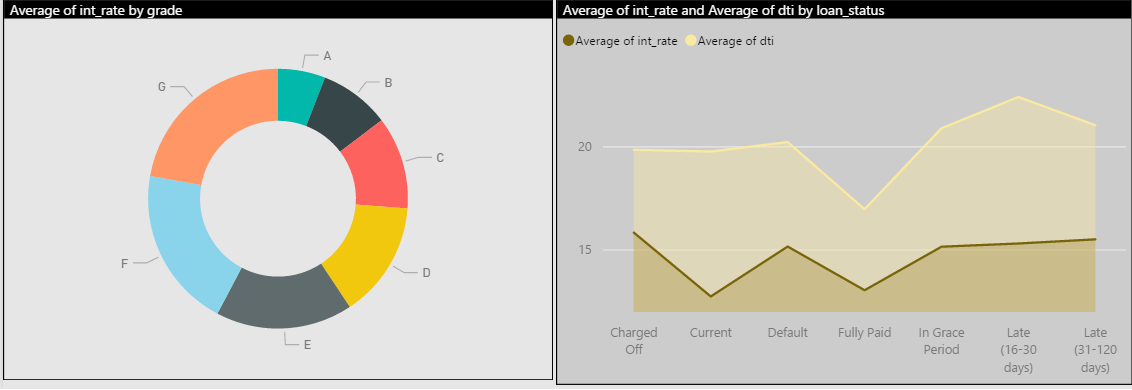 Average of int_rate by grade
A
B
C
D
E
F
G
Average of int_rate and Average of dti by loan_status
Average of int_rate Average of dti
20
15
Charged Off
Current
Default
Fully Paid
In Grace Period
Late (16-30 days)
Late (31-120 days)